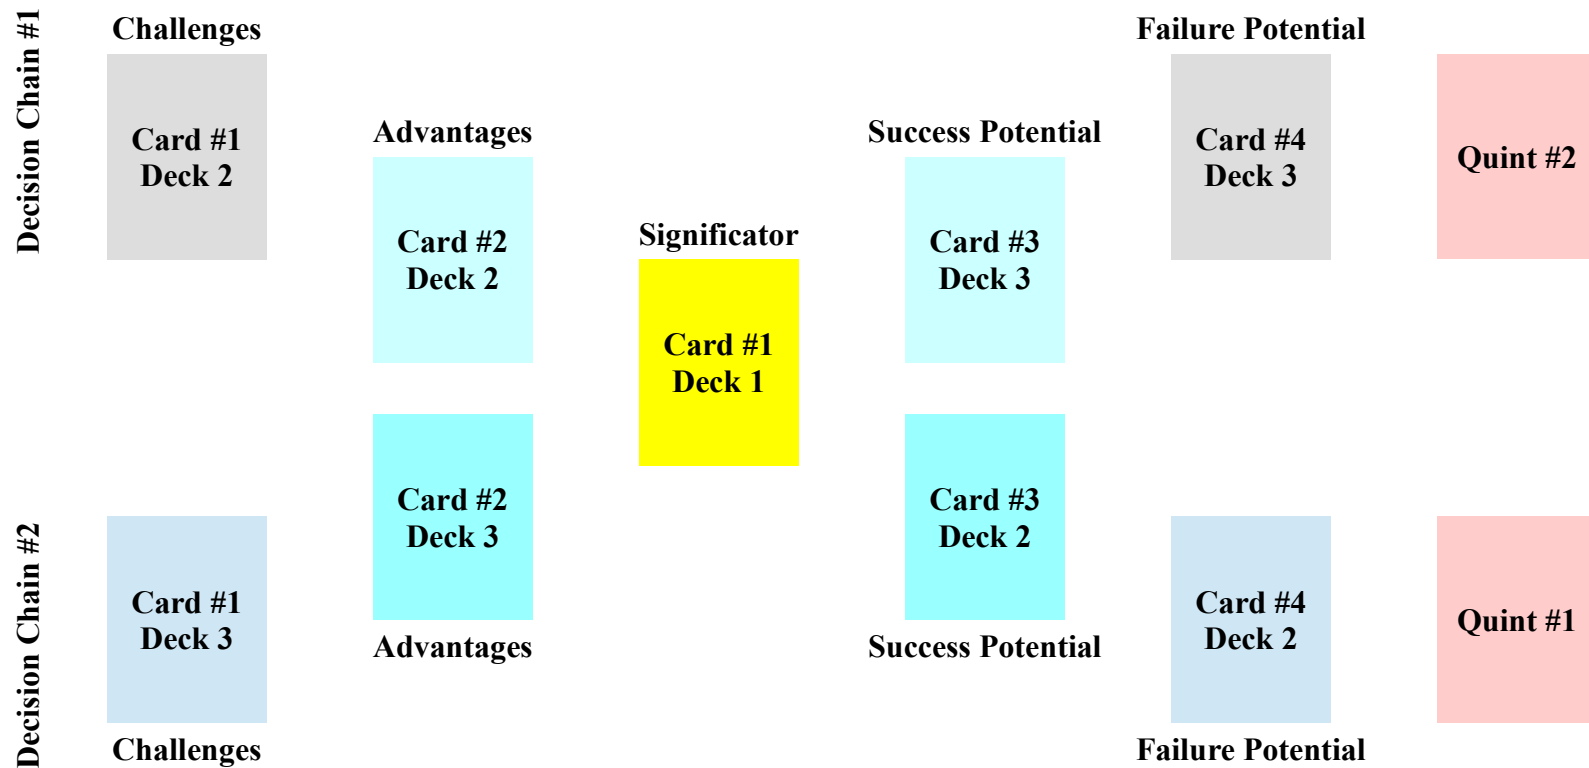 Decision Chain #1
Challenges
Card #1
Deck 2
Advantages
Card #2
Deck 2
Significator
Card #1
Deck 1
Success Potential
Card #3
Deck 3
Failure Potential
Card #4
Deck 3
Quint #2
Decision Chain #2
Card #1
Deck 3
Challenges
Card #2
Deck 3
Advantages
Card #3
Deck 2
Success Potential
Card #4
Deck 2
Failure Potential
Quint #1